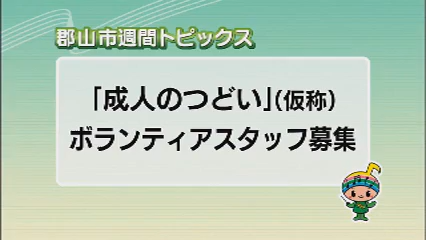 郡山市週間トピックス
「成人のつどい」(仮称)
ボランティアスタッフ募集